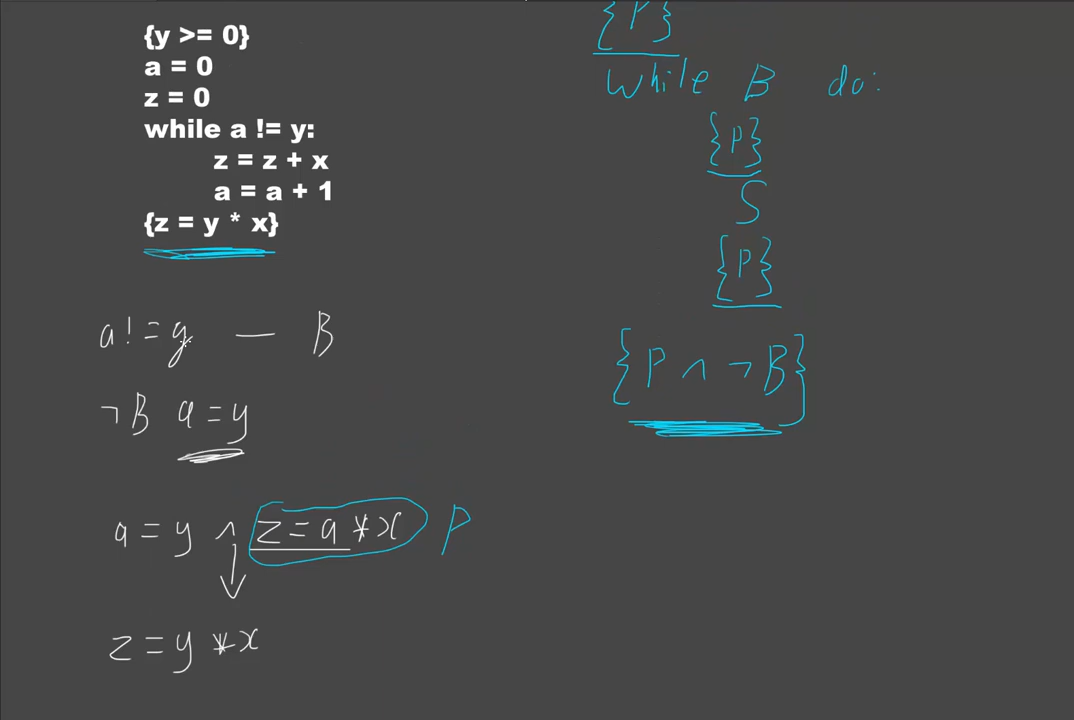 {y >= 0}
a = 0
z = 0
while a != y:
z = z + x
a = a + 1
{z = y * x}
a != y — B
¬B a = y
a = y ∧ z = a * x P
z = y * x
{P}
While B do:
{P}
S
{P}
{P ∧ ¬B}